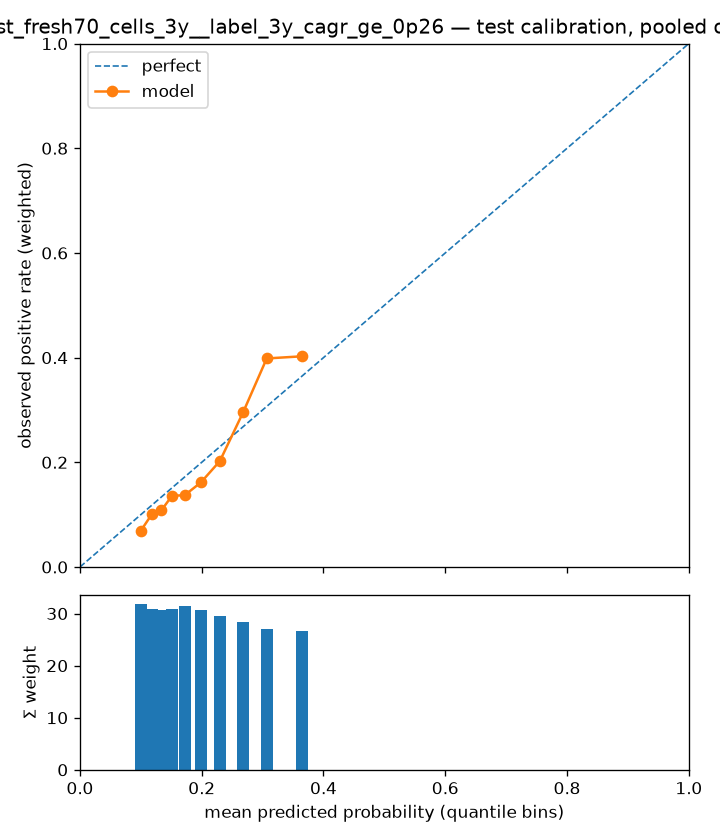 st_fresh70_cells_3y__label_3y_cagr_ge_0p26 — test calibration, pooled
1.0
0.8
0.6
0.4
0.2
0.0
perfect
model
observed positive rate (weighted)
30
20
10
0
Σ weight
0.0 0.2 0.4 0.6 0.8 1.0
mean predicted probability (quantile bins)